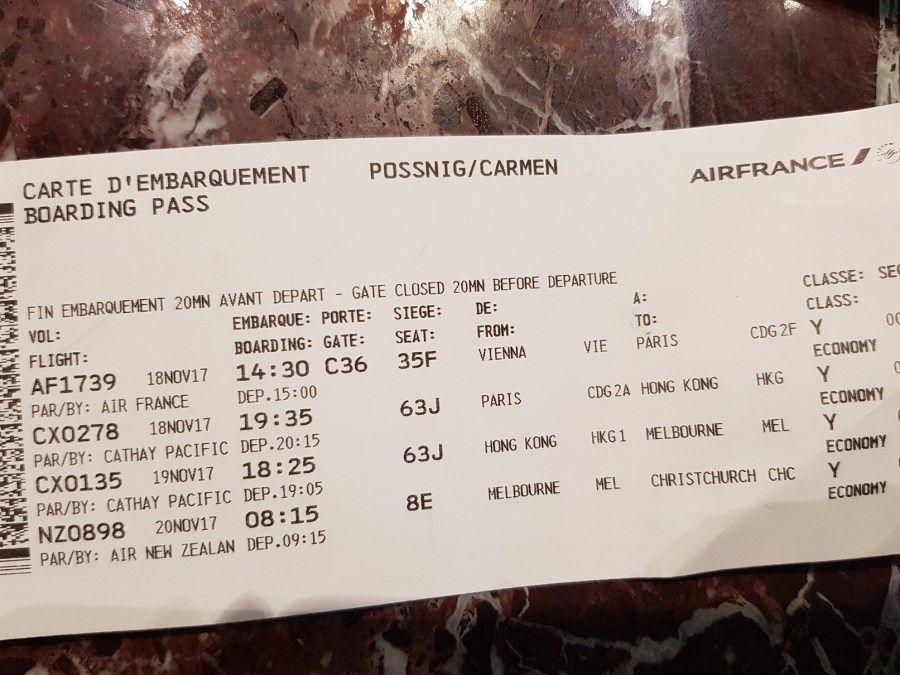 CARTE D'EMBARQUEMENT POSSNIG/CARMEN AIRFRANCE
BOARDING PASS
FIN EMBARQUEMENT 20MN AVANT DEPART - GATE CLOSED 20MN BEFORE DEPARTURE
VOL: EMBARQUE: PORTE: SIEGE: DE: A: CLASSE:
FLIGHT: BOARDING: GATE: SEAT: FROM: TO: CLASS:
AF1739 18NOV17 14:30 C36 35F VIENNA VIE PARIS CDG2F Y
PAR/BY: AIR FRANCE DEP.15:00 ECONOMY
CX0278 18NOV17 19:35 63J PARIS CDG2A HONG KONG HKG Y
PAR/BY: CATHAY PACIFIC DEP.20:15 ECONOMY
CX0135 19NOV17 18:25 63J HONG KONG HKG1 MELBOURNE MEL Y
PAR/BY: CATHAY PACIFIC DEP.19:05 ECONOMY
NZ0898 20NOV17 08:15 8E MELBOURNE MEL CHRISTCHURCH CHC Y
PAR/BY: AIR NEW ZEALAN DEP.09:15 ECONOMY